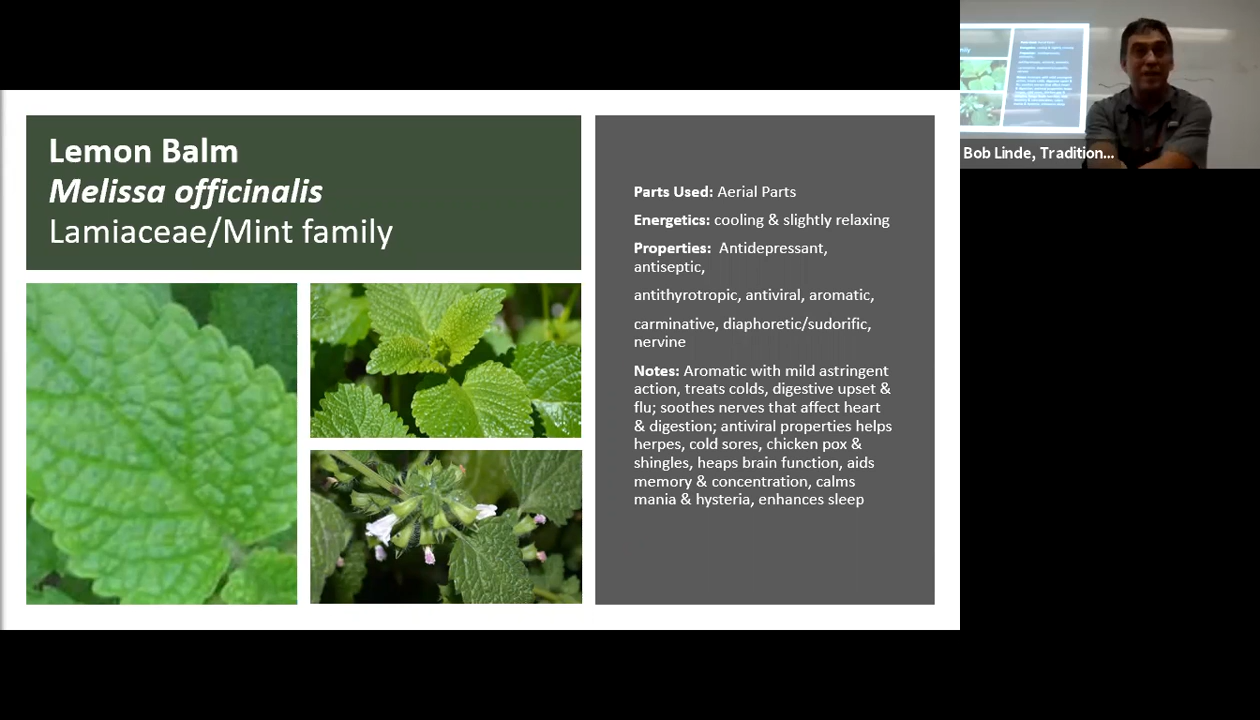 Lemon Balm
Melissa officinalis
Lamiaceae/Mint family
Parts Used: Aerial Parts
Energetics: cooling & slightly relaxing
Properties: Antidepressant,
antiseptic,
antithyrotropic, antiviral, aromatic,
carminative, diaphoretic/sudorific,
nervine
Notes: Aromatic with mild astringent
action, treats colds, digestive upset &
flu; soothes nerves that affect heart
& digestion; antiviral properties helps
herpes, cold sores, chicken pox &
shingles, heaps brain function, aids
memory & concentration, calms
mania & hysteria, enhances sleep
Bob Linde, Tradition...